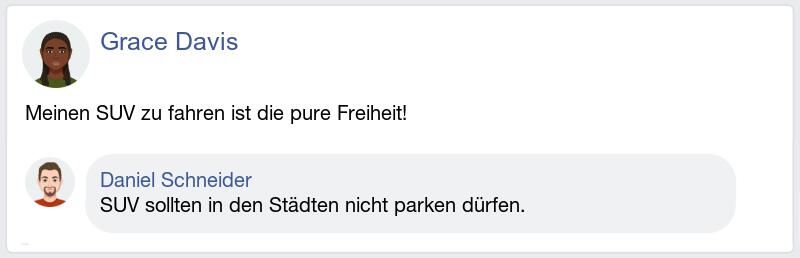 Grace Davis
Meinen SUV zu fahren ist die pure Freiheit!
Daniel Schneider
SUV sollten in den Städten nicht parken dürfen.